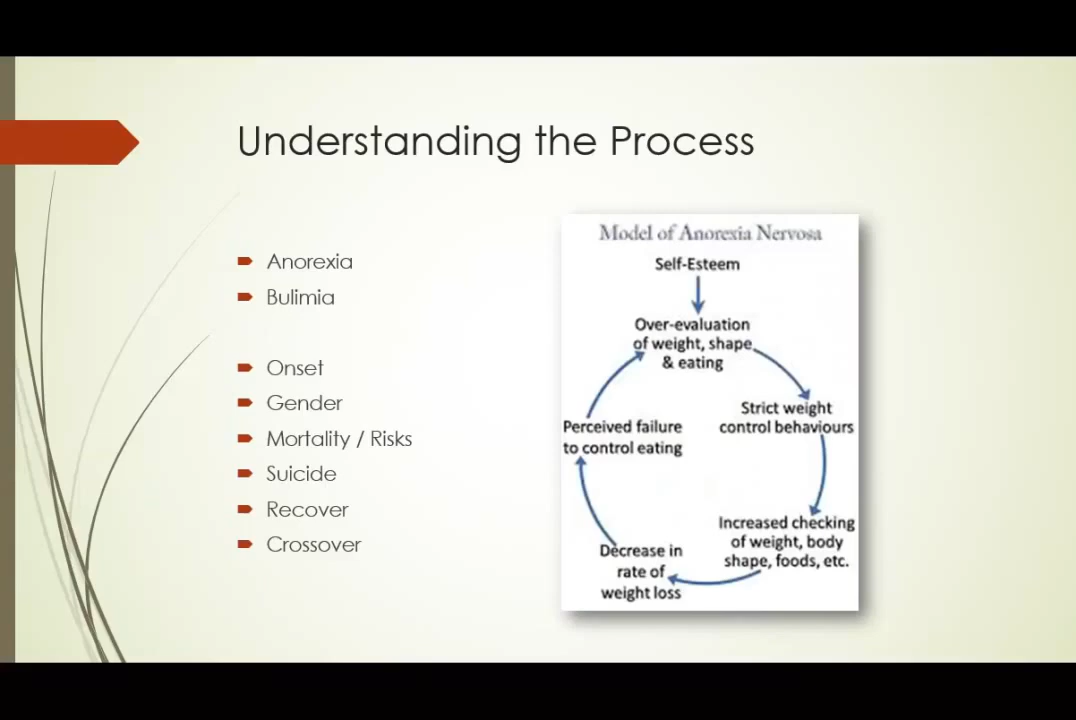 Understanding the Process
Anorexia
Bulimia
Onset
Gender
Mortality / Risks
Suicide
Recover
Crossover
Model of Anorexia Nervosa
Self-Esteem
Over-evaluation
of weight, shape
& eating
Strict weight
control behaviours
Increased checking
of weight, body
shape, foods, etc.
Decrease in
rate of
weight loss
Perceived failure
to control eating